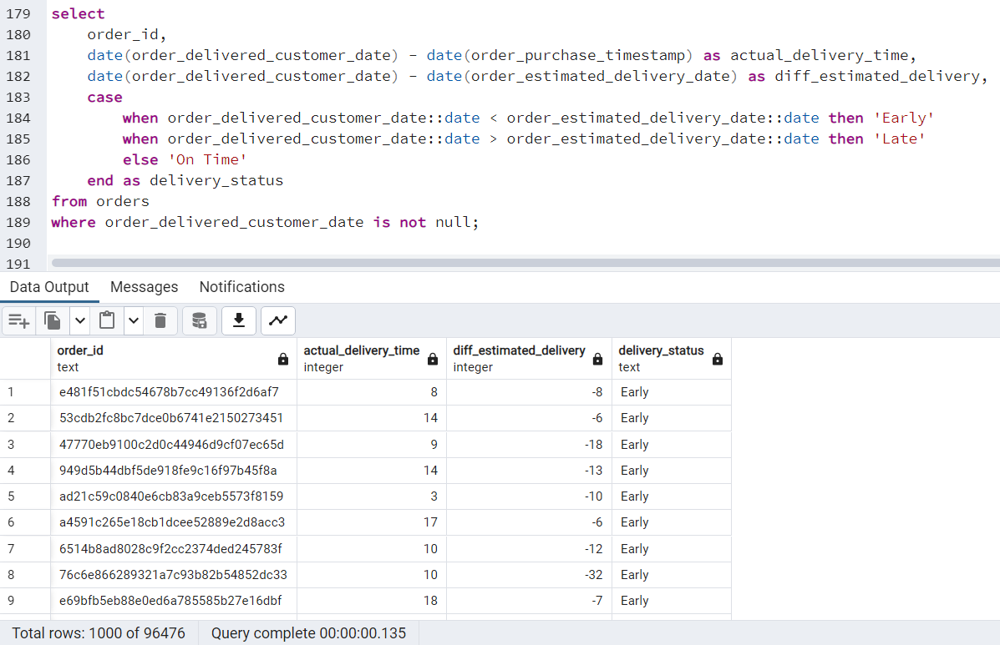 179 select
180     order_id,
181     date(order_delivered_customer_date) - date(order_purchase_timestamp) as actual_delivery_time,
182     date(order_delivered_customer_date) - date(order_estimated_delivery_date) as diff_estimated_delivery,
183     case
184         when order_delivered_customer_date::date < order_estimated_delivery_date::date then 'Early'
185         when order_delivered_customer_date::date > order_estimated_delivery_date::date then 'Late'
186         else 'On Time'
187     end as delivery_status
188 from orders
189 where order_delivered_customer_date is not null;
190
191
Data Output Messages Notifications
order_id actual_delivery_time diff_estimated_delivery delivery_status
text integer integer text
1 e481f51cbdc54678b7cc49136f2d6af7 8 -8 Early
2 53cdb2fc8bc7dce0b6741e2150273451 14 -6 Early
3 47770eb9100c2d0c44946d9cf07ec65d 9 -18 Early
4 949d5b44dbf5de918fe9c16f97b45f8a 14 -13 Early
5 ad21c59c0840e6cb83a9ceb5573f8159 3 -10 Early
6 a4591c265e18cb1dcee52889e2d8acc3 17 -6 Early
7 6514b8ad8028c9f2cc2374ded245783f 10 -12 Early
8 76c6e866289321a7c93b82b54852dc33 10 -32 Early
9 e69bfb5eb88e0ed6a785585b27e16dbf 18 -7 Early
Total rows: 1000 of 96476 Query complete 00:00:00.135